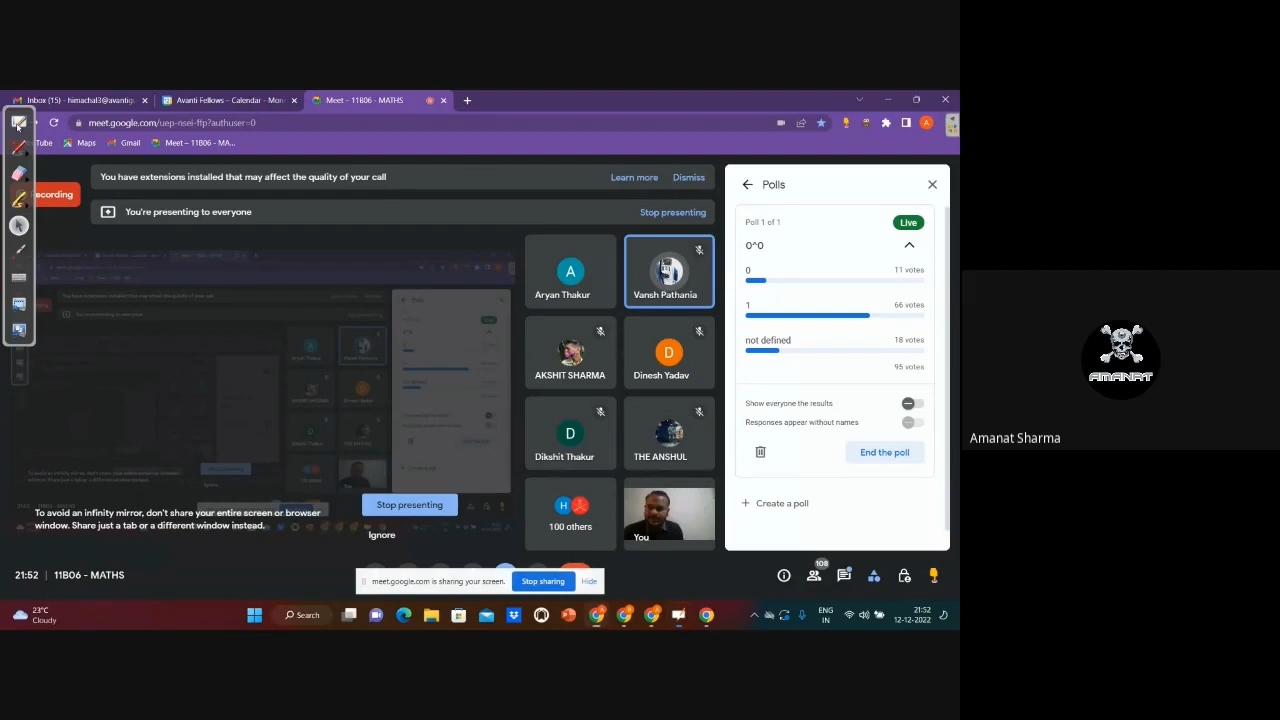 Inbox (15) - himachal3@avantig
Avanti Fellows – Calendar - Mon
Meet – 11B06 - MATHS
meet.google.com/uep-nsei-ffp?authuser=0
Tube
Maps
Gmail
Meet – 11B06 - MA...
You have extensions installed that may affect the quality of your call
Learn more
Dismiss
ecording
You're presenting to everyone
Stop presenting
Aryan Thakur
Vansh Pathania
AKSHIT SHARMA
Dinesh Yadav
Dikshit Thakur
THE ANSHUL
100 others
You
To avoid an infinity mirror, don't share your entire screen or browser
window. Share just a tab or a different window instead.
Stop presenting
Ignore
Polls
Poll 1 of 1
Live
0^0
0
11 votes
1
66 votes
not defined
18 votes
95 votes
Show everyone the results
Responses appear without names
End the poll
Create a poll
21:52 | 11B06 - MATHS
meet.google.com is sharing your screen.
Stop sharing
Hide
108
23°C
Cloudy
Search
ENG
IN
21:52
12-12-2022
AMANAT
Amanat Sharma